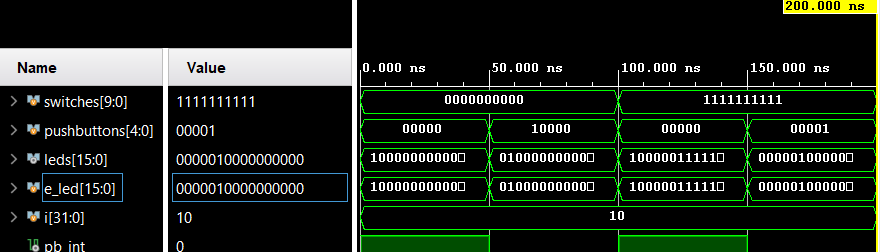 200.000 ns
Name Value 0.000 ns 50.000 ns 100.000 ns 150.000 ns
switches[9:0] 1111111111 0000000000 1111111111
pushbuttons[4:0] 00001 00000 10000 00000 00001
leds[15:0] 0000010000000000 10000000000□ 01000000000□ 10000011111□ 00000100000□
e_led[15:0] 0000010000000000 10000000000□ 01000000000□ 10000011111□ 00000100000□
i[31:0] 10 10
pb_int 0